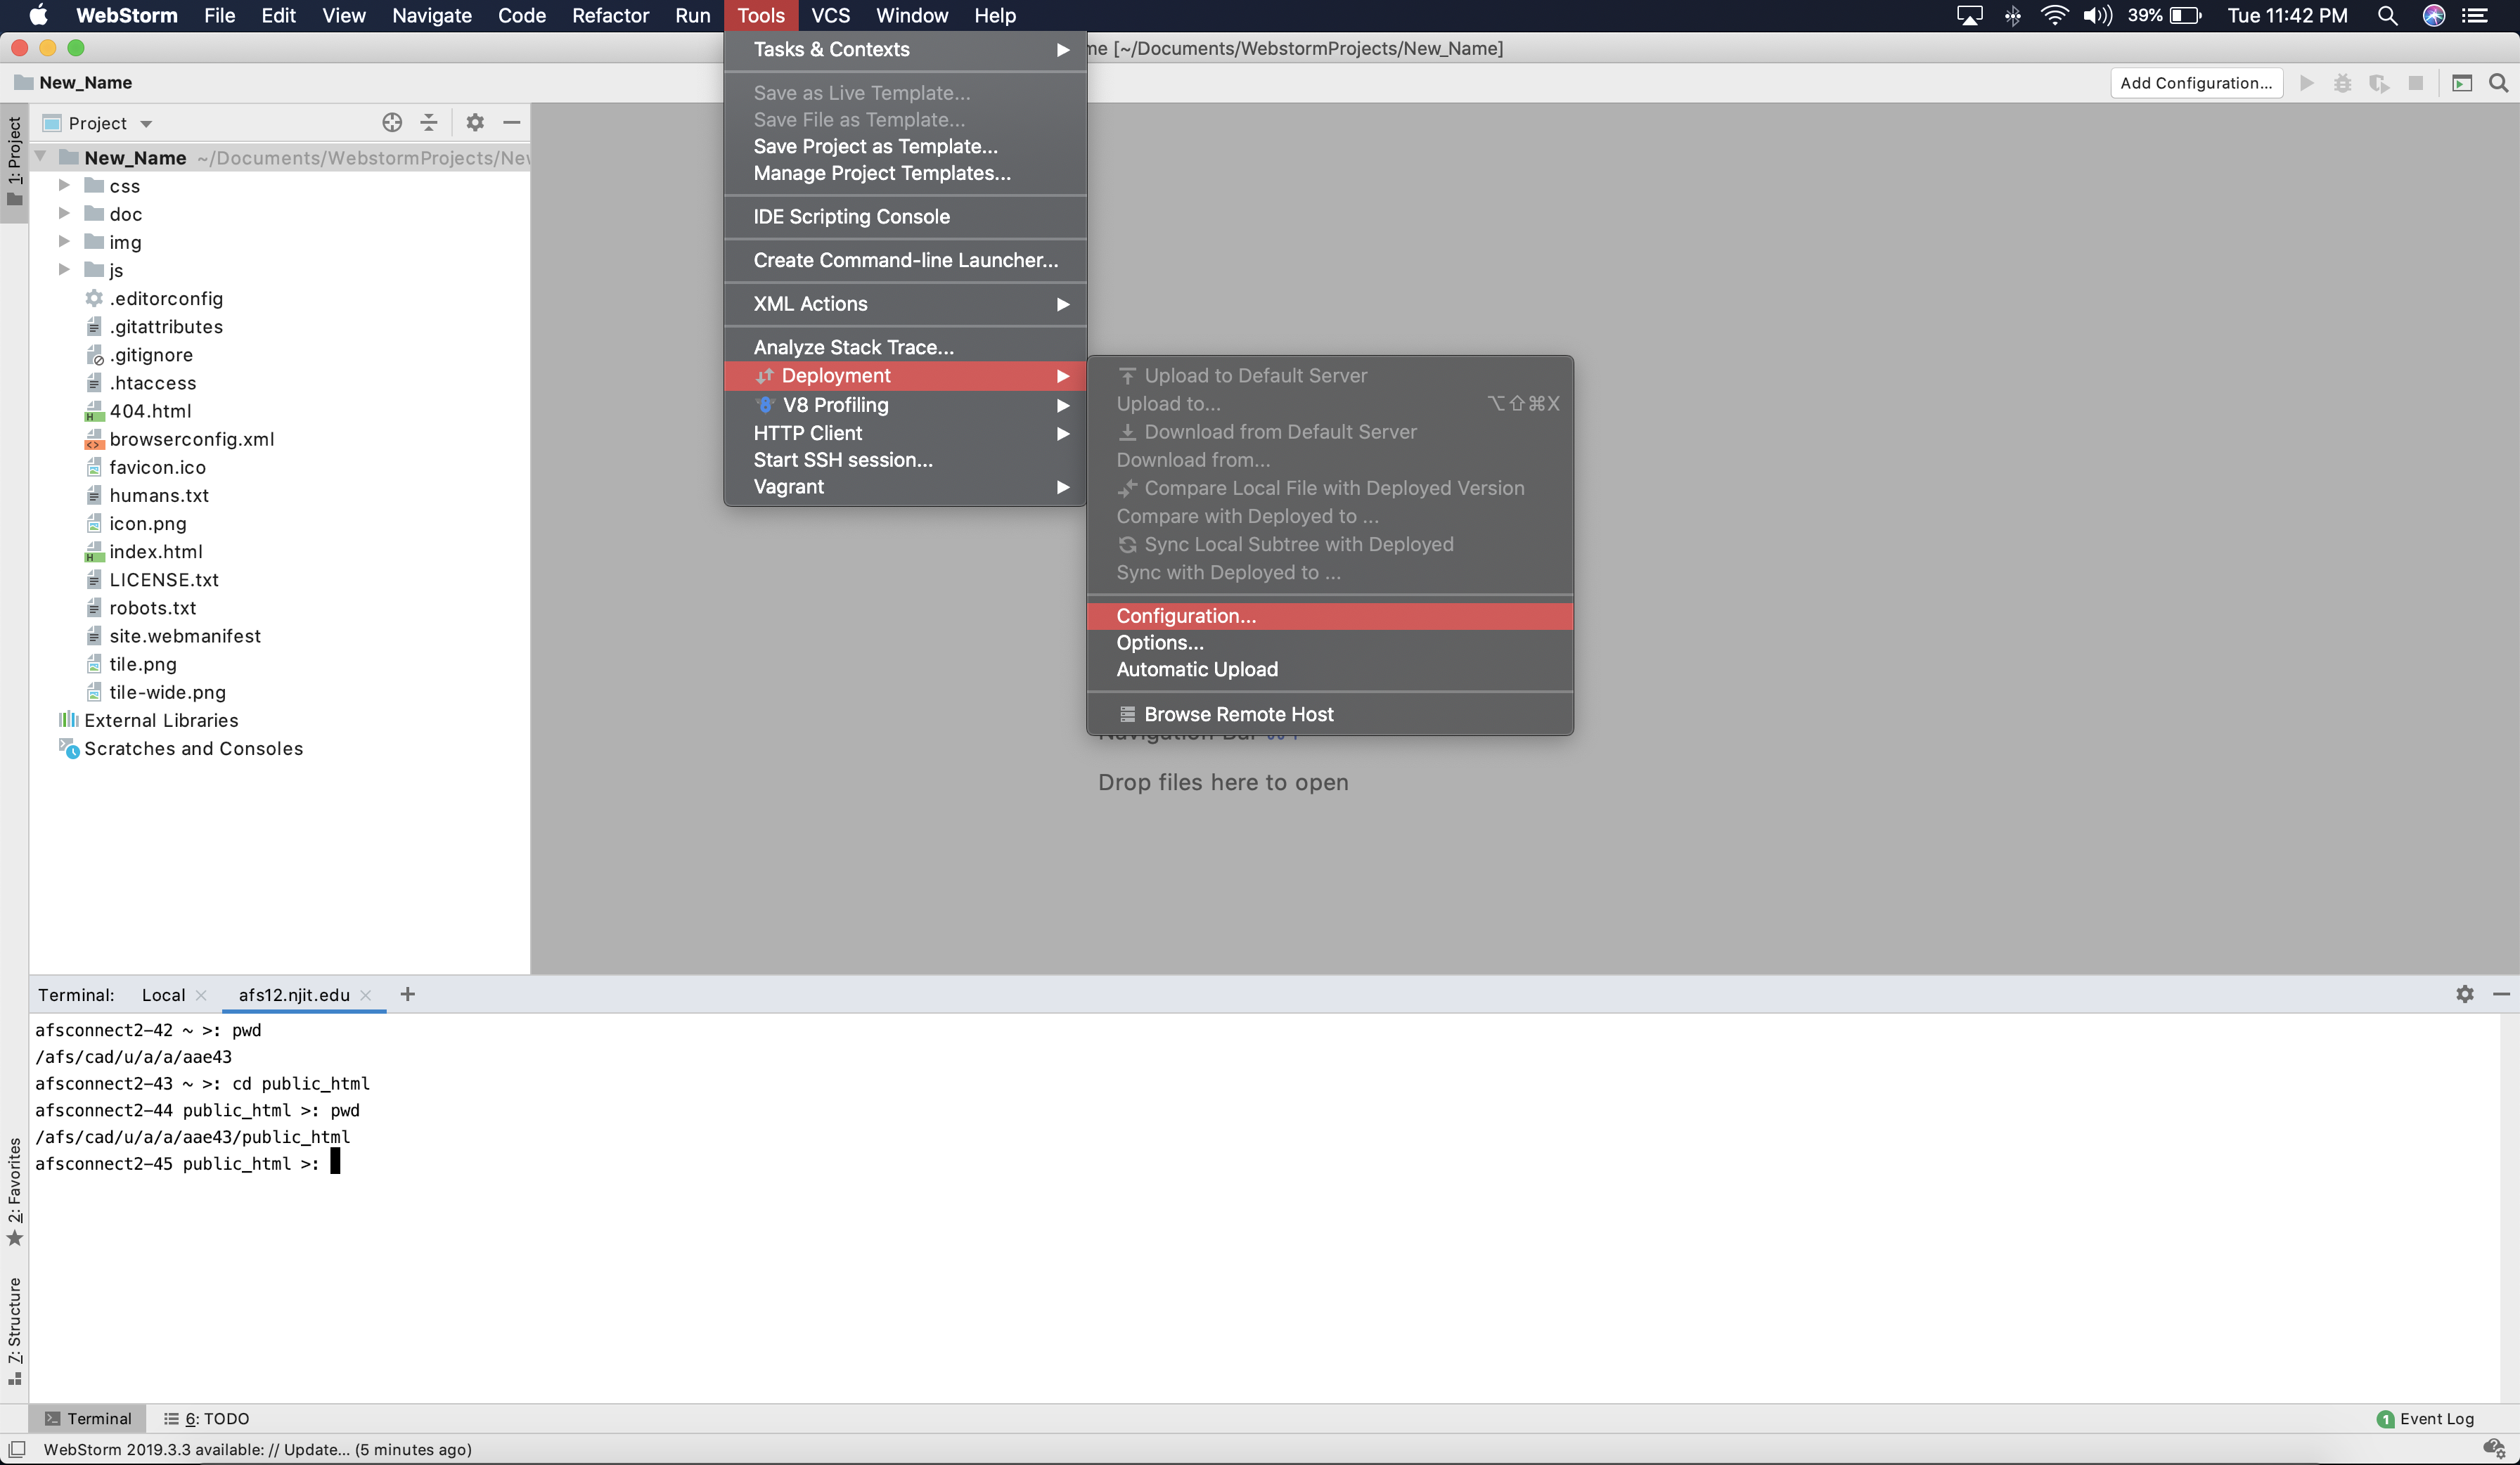 WebStorm File Edit View Navigate Code Refactor Run Tools VCS Window Help 39% Tue 11:42 PM
[~/Documents/WebstormProjects/New_Name]
New_Name
Add Configuration...
1: Project
Project
New_Name ~/Documents/WebstormProjects/New
css
doc
img
js
.editorconfig
.gitattributes
.gitignore
.htaccess
404.html
browserconfig.xml
favicon.ico
humans.txt
icon.png
index.html
LICENSE.txt
robots.txt
site.webmanifest
tile.png
tile-wide.png
External Libraries
Scratches and Consoles
Tasks & Contexts
Save as Live Template...
Save File as Template...
Save Project as Template...
Manage Project Templates...
IDE Scripting Console
Create Command-line Launcher...
XML Actions
Analyze Stack Trace...
Deployment
V8 Profiling
HTTP Client
Start SSH session...
Vagrant
Upload to Default Server
Upload to... ⌥⇧⌘X
Download from Default Server
Download from...
Compare Local File with Deployed Version
Compare with Deployed to ...
Sync Local Subtree with Deployed
Sync with Deployed to ...
Configuration...
Options...
Automatic Upload
Browse Remote Host
Drop files here to open
Terminal: Local afs12.njit.edu
afsconnect2-42 ~ >: pwd
/afs/cad/u/a/a/aae43
afsconnect2-43 ~ >: cd public_html
afsconnect2-44 public_html >: pwd
/afs/cad/u/a/a/aae43/public_html
afsconnect2-45 public_html >:
2: Favorites
Z: Structure
Terminal 6: TODO
1 Event Log
WebStorm 2019.3.3 available: // Update... (5 minutes ago)